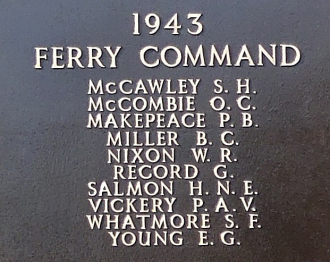 1943
FERRY COMMAND
McCAWLEY S. H.
McCOMBIE O. C.
MAKEPEACE P. B.
MILLER B. C.
NIXON W. R.
RECORD G.
SALMON H. N. E.
VICKERY P. A. V.
WHATMORE S. F.
YOUNG E. G.